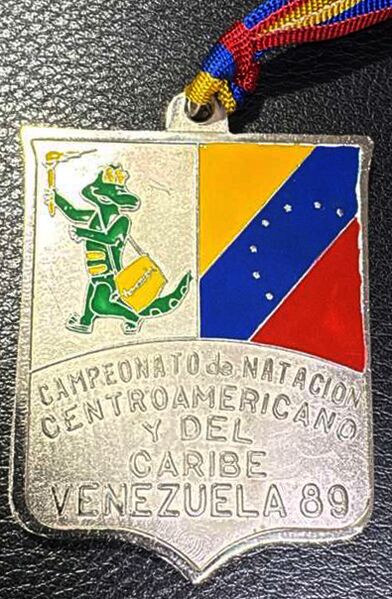 CAMPEONATO de NATACION
CENTROAMERICANO
Y DEL
CARIBE
VENEZUELA 89